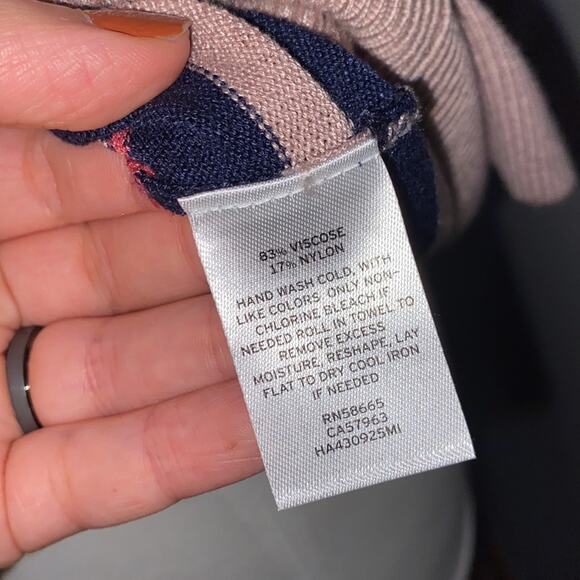 83% VISCOSE
17% NYLON
HAND WASH COLD, WITH
LIKE COLORS. ONLY NON-
CHLORINE BLEACH IF
NEEDED ROLL IN TOWEL TO
REMOVE EXCESS
MOISTURE, RESHAPE, LAY
FLAT TO DRY COOL IRON
IF NEEDED
RN58665
CA57963
HA430925MI